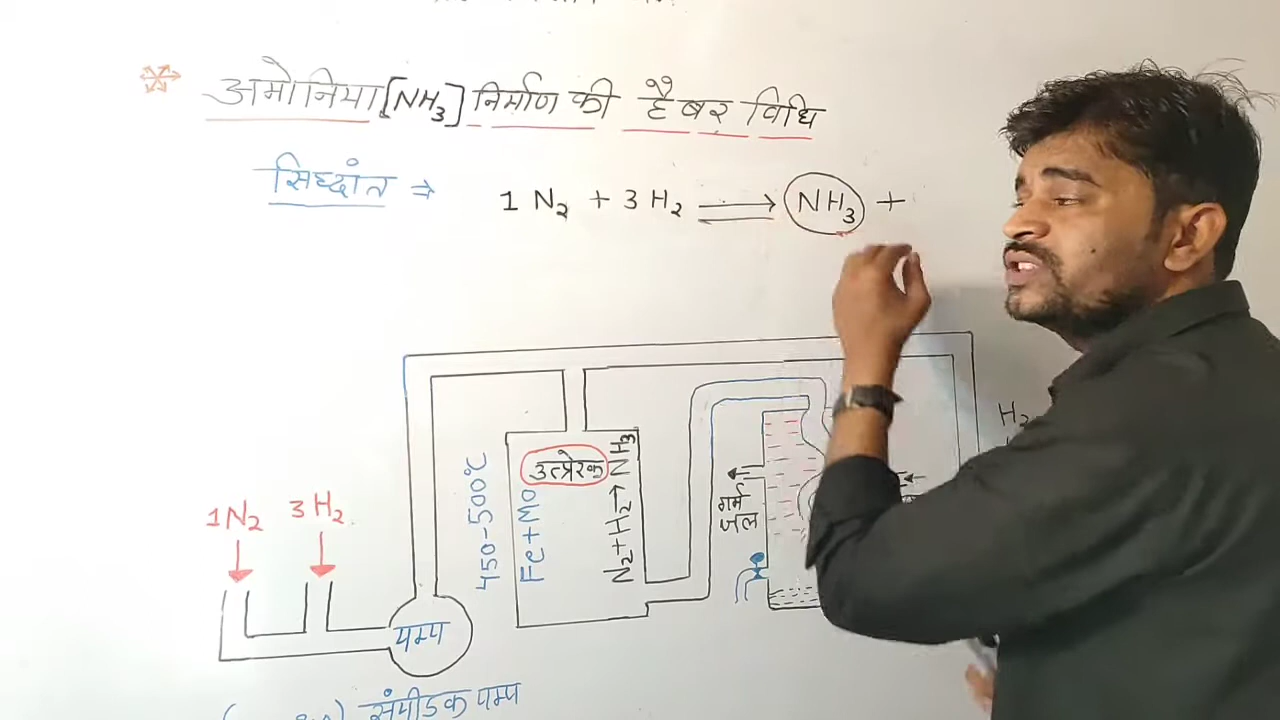 अमोनिया [NH₃] निर्माण की हैबर विधि
सिध्दांत ⇒ 1 N₂ + 3 H₂ ⇌ NH₃ +
H₂
उत्प्रेरक
450-500°C
Fe + Mo
N₂ + H₂ → NH₃
गर्म
जल
1N₂ 3H₂
पम्प
संपीडक पम्प